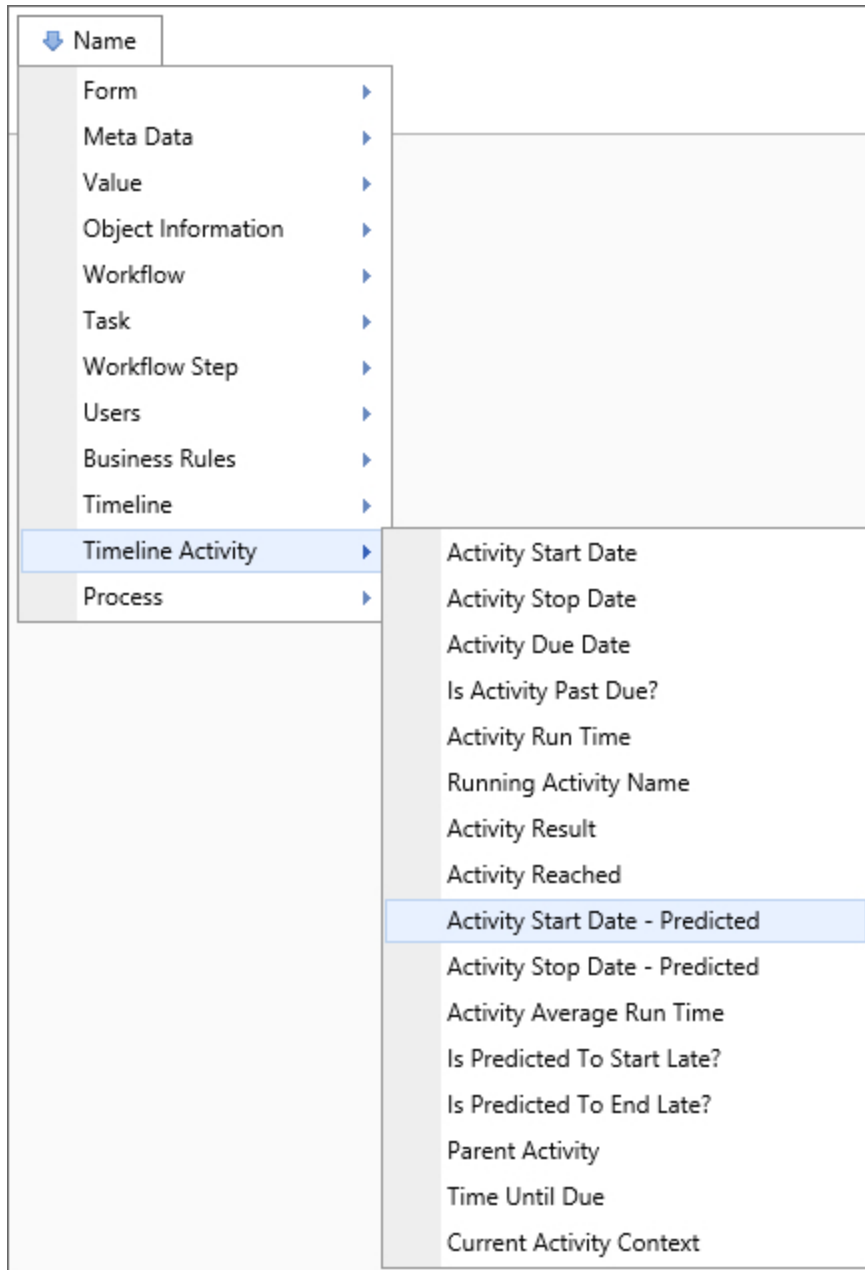 Name
Form
Meta Data
Value
Object Information
Workflow
Task
Workflow Step
Users
Business Rules
Timeline
Timeline Activity
Process
Activity Start Date
Activity Stop Date
Activity Due Date
Is Activity Past Due?
Activity Run Time
Running Activity Name
Activity Result
Activity Reached
Activity Start Date - Predicted
Activity Stop Date - Predicted
Activity Average Run Time
Is Predicted To Start Late?
Is Predicted To End Late?
Parent Activity
Time Until Due
Current Activity Context